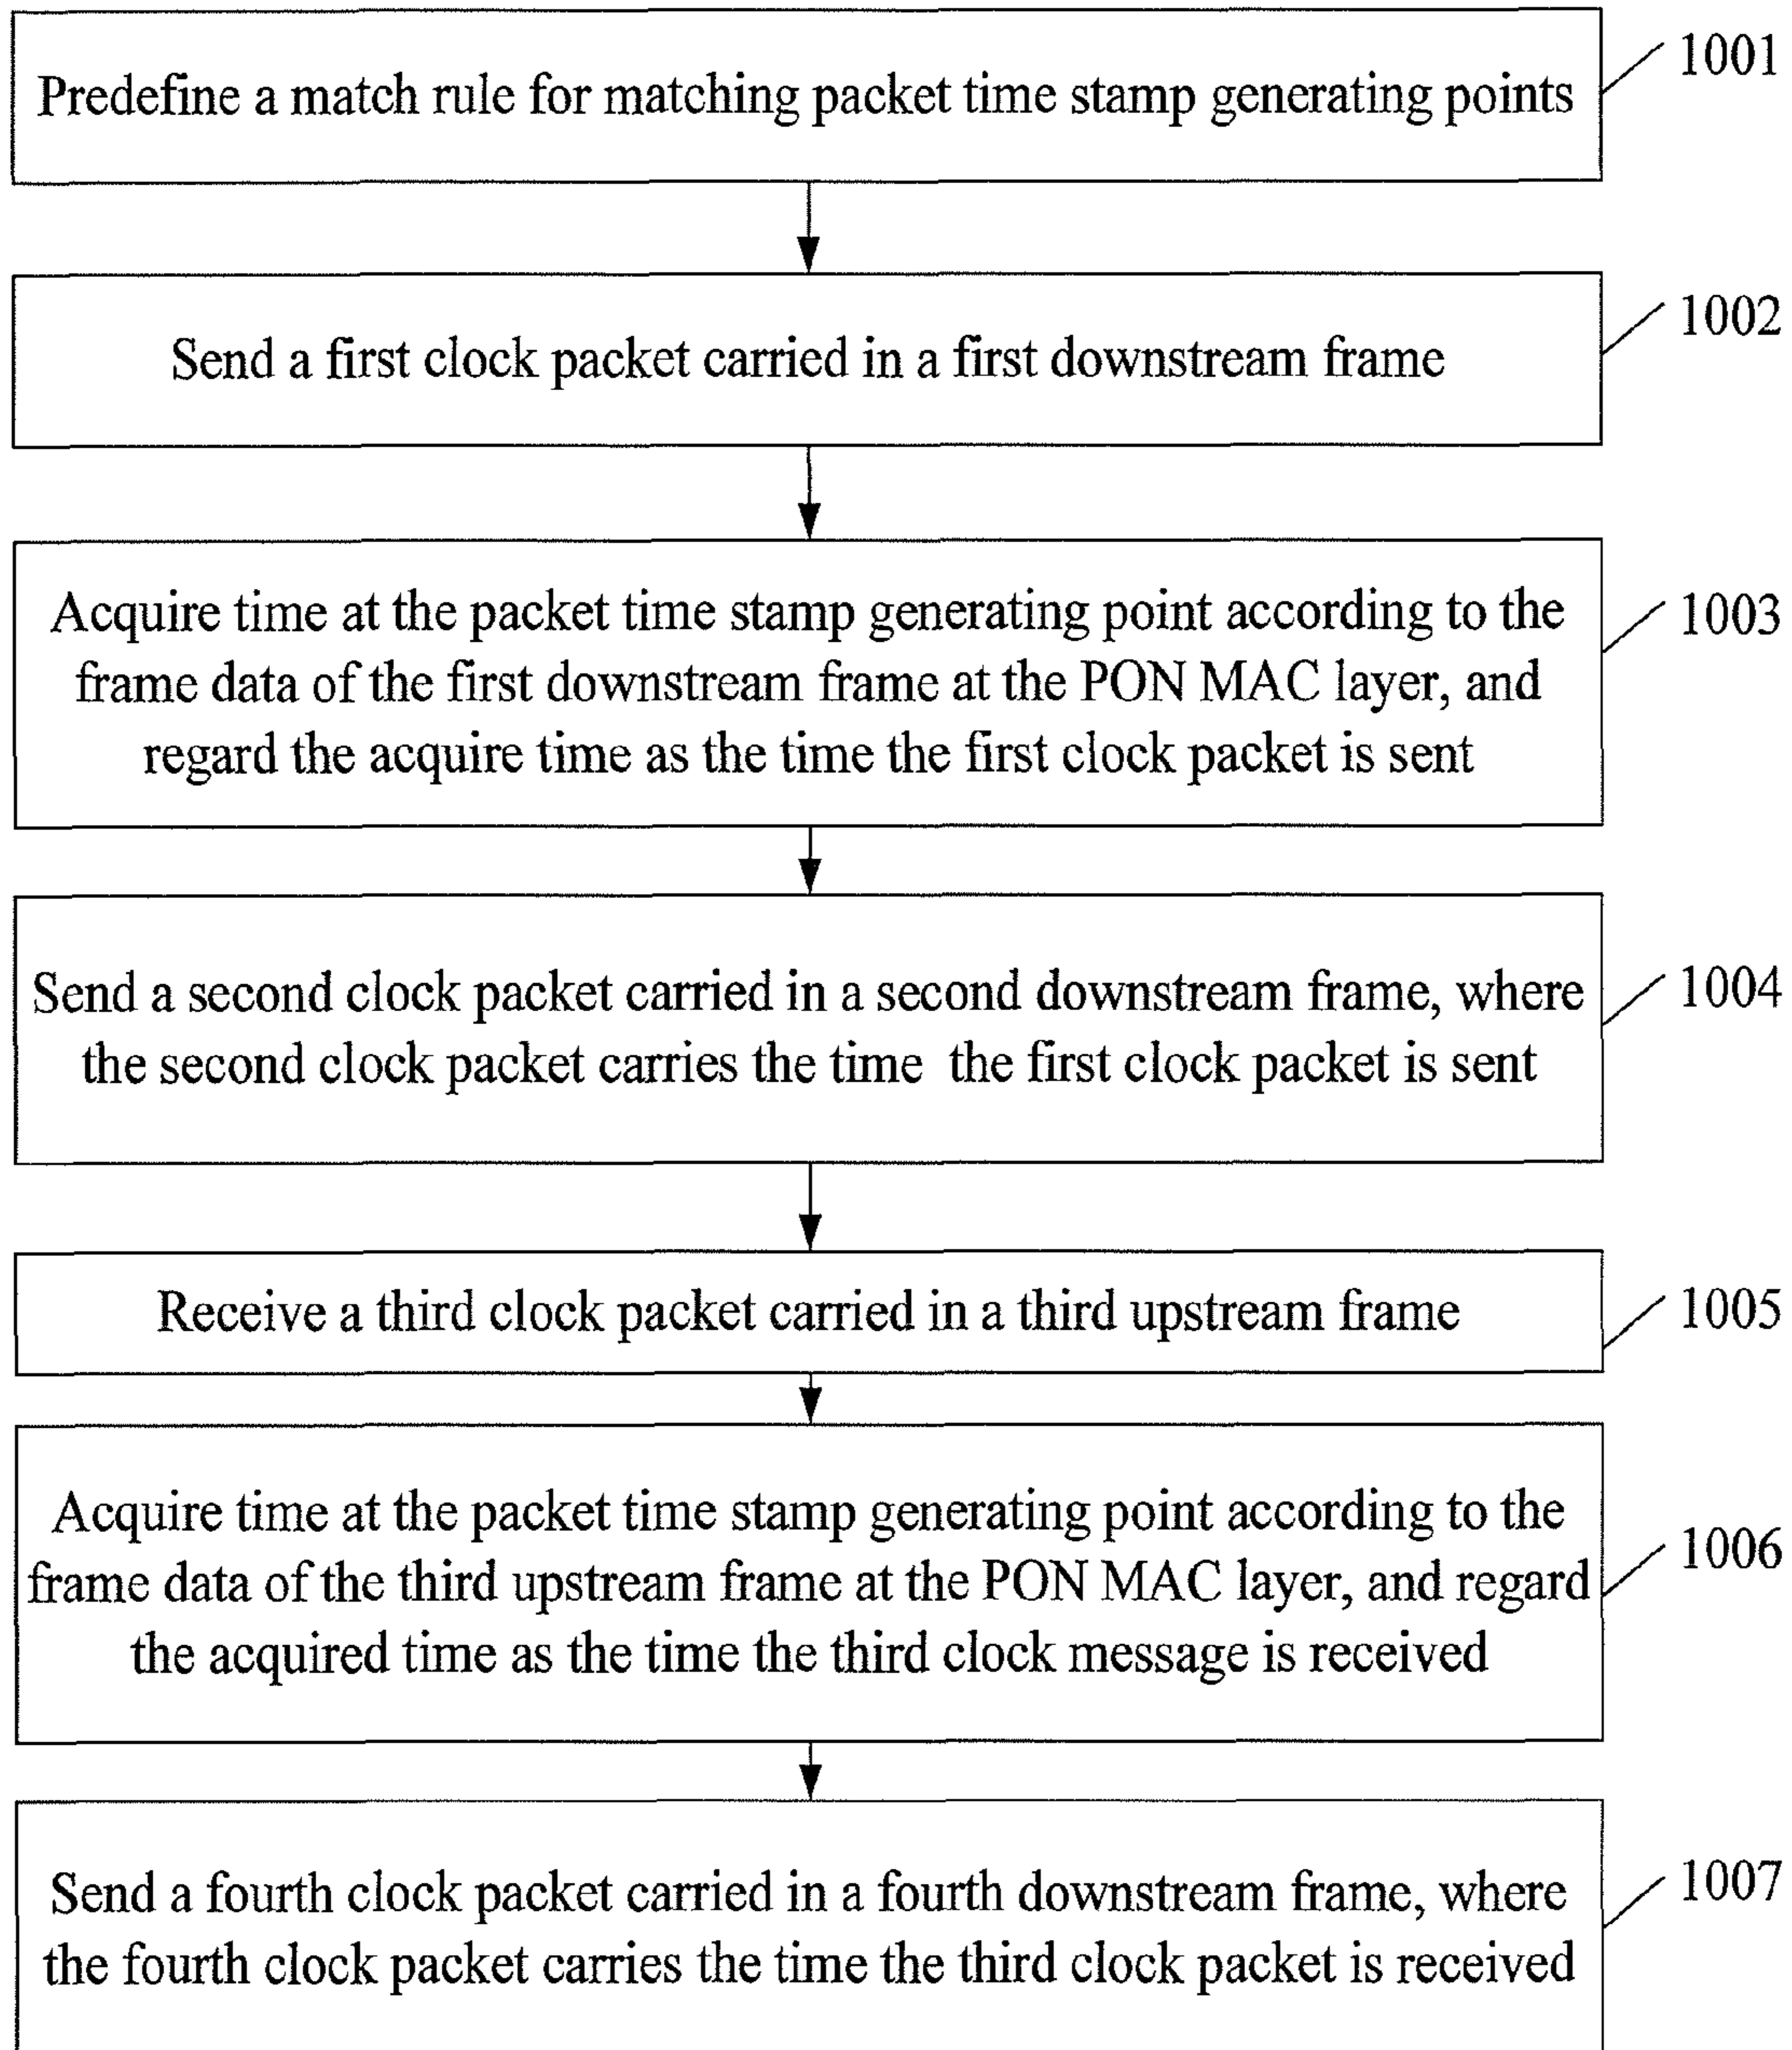 Predefine a match rule for matching packet time stamp generating points
1001
Send a first clock packet carried in a first downstream frame
1002
Acquire time at the packet time stamp generating point according to the
frame data of the first downstream frame at the PON MAC layer, and
regard the acquire time as the time the first clock packet is sent
1003
Send a second clock packet carried in a second downstream frame, where
the second clock packet carries the time the first clock packet is sent
1004
Receive a third clock packet carried in a third upstream frame
1005
Acquire time at the packet time stamp generating point according to the
frame data of the third upstream frame at the PON MAC layer, and regard
the acquired time as the time the third clock message is received
1006
Send a fourth clock packet carried in a fourth downstream frame, where
the fourth clock packet carries the time the third clock packet is received
1007